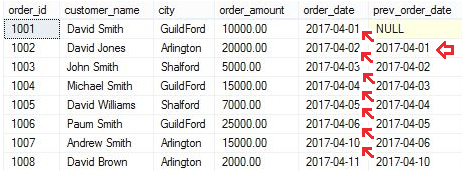 order_id customer_name city order_amount order_date prev_order_date
1001 David Smith GuildFord 10000.00 2017-04-01 NULL
1002 David Jones Arlington 20000.00 2017-04-02 2017-04-01
1003 John Smith Shalford 5000.00 2017-04-03 2017-04-02
1004 Michael Smith GuildFord 15000.00 2017-04-04 2017-04-03
1005 David Williams Shalford 7000.00 2017-04-05 2017-04-04
1006 Paum Smith GuildFord 25000.00 2017-04-06 2017-04-05
1007 Andrew Smith Arlington 15000.00 2017-04-10 2017-04-06
1008 David Brown Arlington 2000.00 2017-04-11 2017-04-10